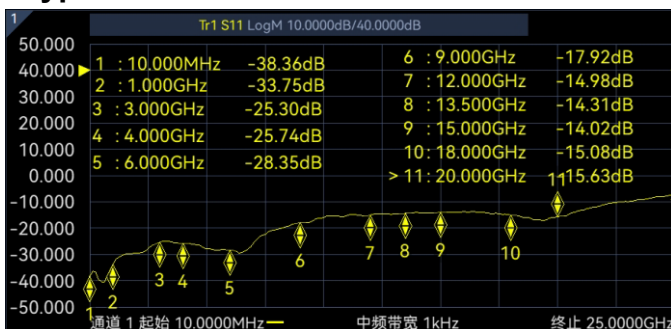 1
Tr1 S11 LogM 10.0000dB/40.0000dB
50.000
40.000
30.000
20.000
10.000
0.000
-10.000
-20.000
-30.000
-40.000
-50.000
1 : 10.000MHz -38.36dB
2 : 1.000GHz -33.75dB
3 : 3.000GHz -25.30dB
4 : 4.000GHz -25.74dB
5 : 6.000GHz -28.35dB
6 : 9.000GHz -17.92dB
7 : 12.000GHz -14.98dB
8 : 13.500GHz -14.31dB
9 : 15.000GHz -14.02dB
10: 18.000GHz -15.08dB
> 11: 20.000GHz -15.63dB
11
1 2 3 4 5 6 7 8 9 10
通道 1 起始 10.0000MHz 中频带宽 1kHz 终止 25.0000GHz